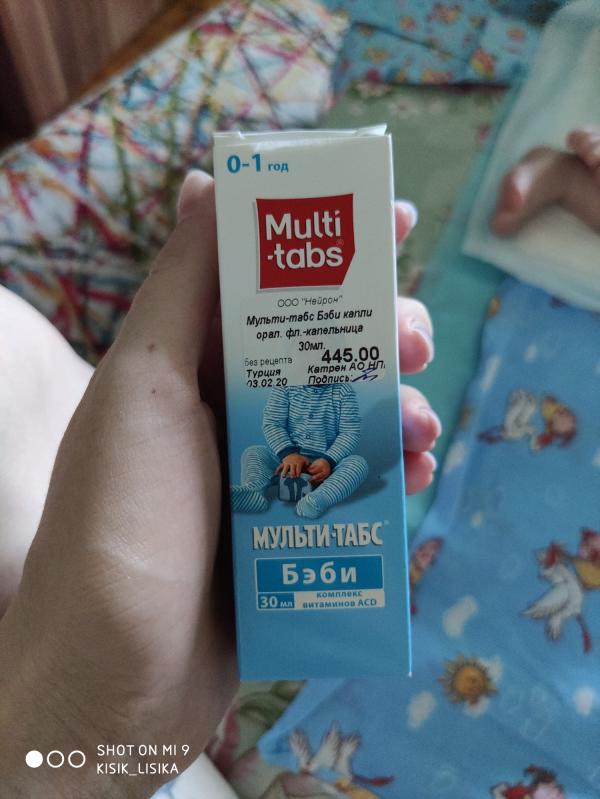 0-1 год
Multi
-tabs®
ООО "Нейрон"
Мульти-табс Бэби капли
орал. фл.-капельница
30мл.
без рецепта 445.00
Турция Катрен АО НП
03.02.20 Подпись:
МУЛЬТИ-ТАБС®
Бэби
30 мл комплекс
витаминов ACD
SHOT ON MI 9
KISIK_LISIKA